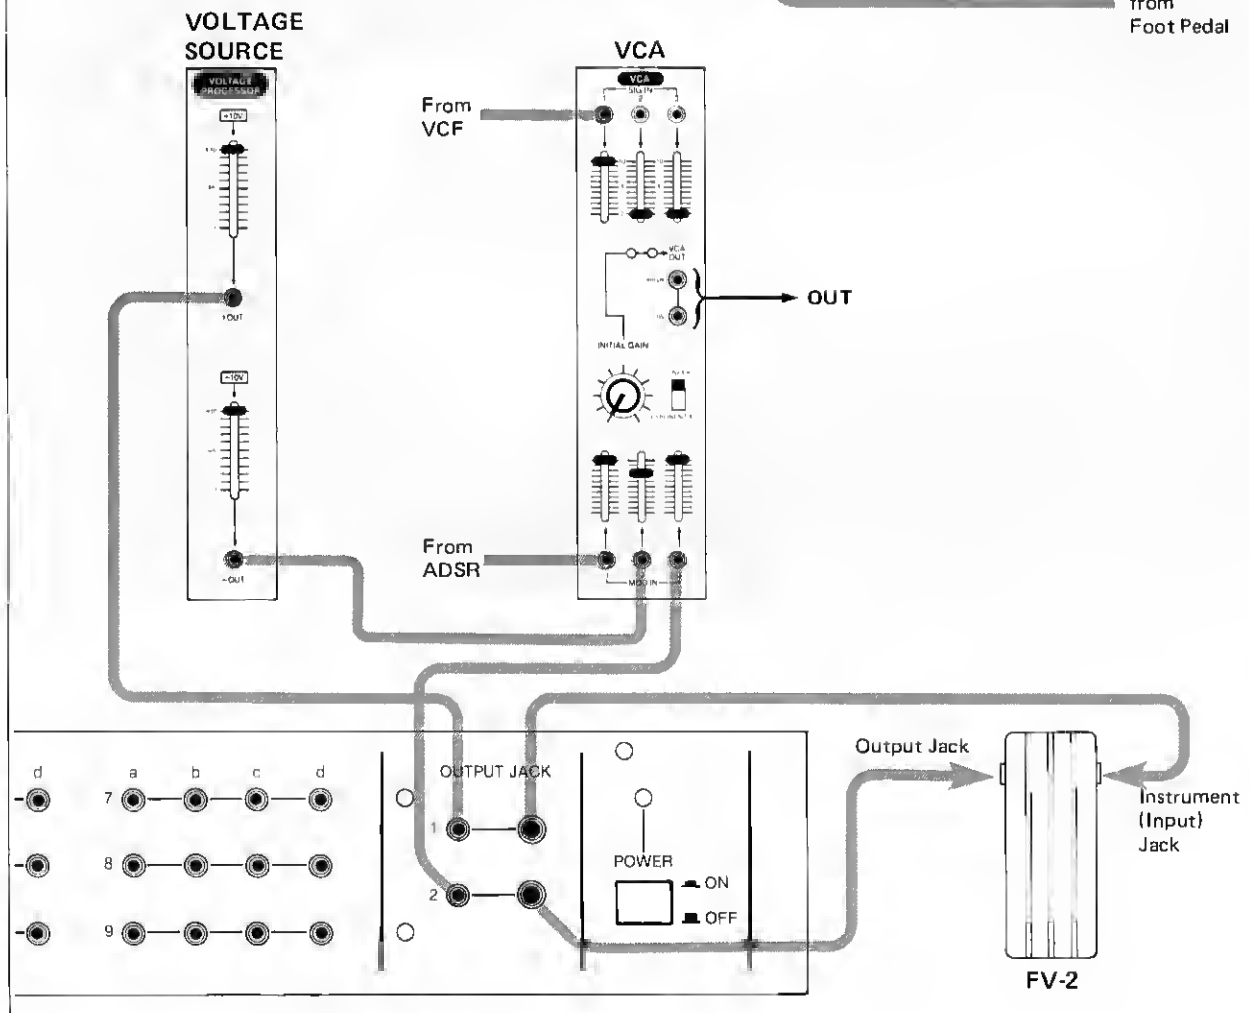 from
Foot Pedal
VOLTAGE
SOURCE
VOLTAGE
PROCESSOR
+10V
+OUT
-10V
-OUT
VCA
VCA
SIG IN
1 2 3
From
VCF
VCA
OUT
OUT
INITIAL GAIN
From
ADSR
MOD IN
d
a b c d
7
8
9
OUTPUT JACK
1
2
POWER
ON
OFF
Output Jack
Instrument
(Input)
Jack
FV-2